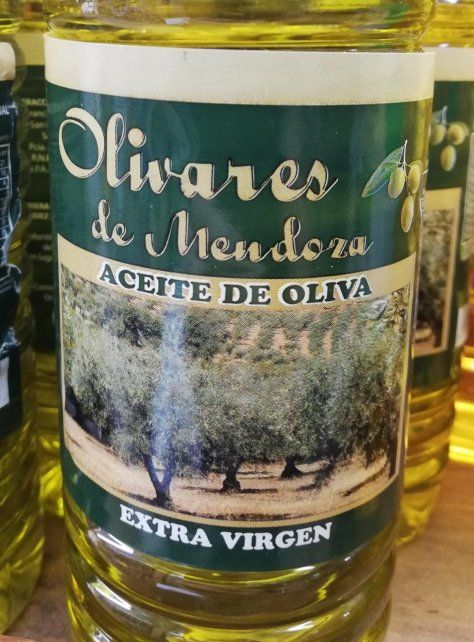 Olivares
de Mendoza
ACEITE DE OLIVA
EXTRA VIRGEN